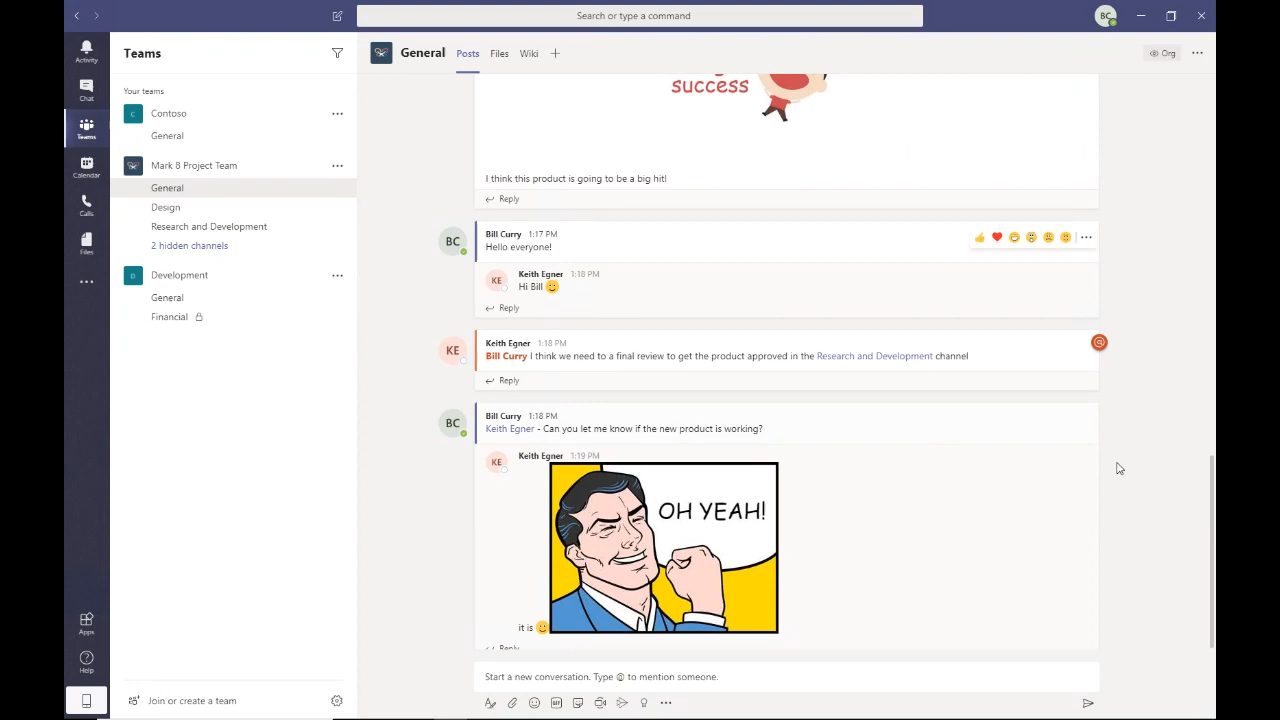 Search or type a command
BC
Activity
Chat
Teams
Calendar
Calls
Files
Apps
Help
Teams
Your teams
C
Contoso
General
Mark 8 Project Team
General
Design
Research and Development
2 hidden channels
D
Development
General
Financial
Join or create a team
General
Posts
Files
Wiki
Org
success
I think this product is going to be a big hit!
Reply
BC
Bill Curry 1:17 PM
Hello everyone!
KE
Keith Egner 1:18 PM
Hi Bill
Reply
KE
Keith Egner 1:18 PM
Bill Curry I think we need to a final review to get the product approved in the Research and Development channel
@
Reply
BC
Bill Curry 1:18 PM
Keith Egner - Can you let me know if the new product is working?
KE
Keith Egner 1:19 PM
OH YEAH!
it is
Reply
Start a new conversation. Type @ to mention someone.
GIF